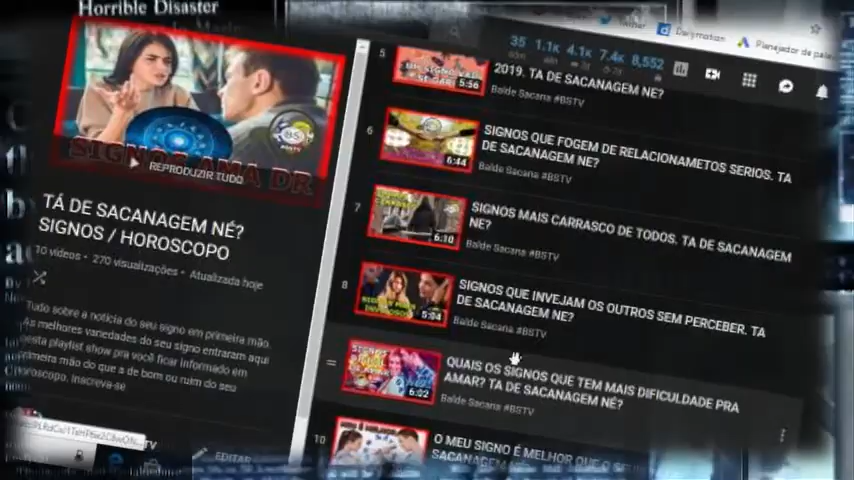 Horrible Disaster
Dailymotion
Planejador de pala
35 1.1K 4.1K 7.4K 8,552
5
5:56
2019. TA DE SACANAGEM NE?
Balde Sacana #BSTV
6
6:44
SIGNOS QUE FOGEM DE RELACIONAMETOS SERIOS. TA
DE SACANAGEM NE?
Balde Sacana #BSTV
7
6:10
SIGNOS MAIS CARRASCO DE TODOS. TA DE SACANAGEM
NE?
Balde Sacana #BSTV
8
5:04
SIGNOS QUE INVEJAM OS OUTROS SEM PERCEBER. TA
DE SACANAGEM NE?
Balde Sacana #BSTV
6:02
QUAIS OS SIGNOS QUE TEM MAIS DIFICULDADE PRA
AMAR? TA DE SACANAGEM NE?
Balde Sacana #BSTV
10
O MEU SIGNO É MELHOR QUE O
SACANAGEM
SIGNOS AMA DR
REPRODUZIR TUDO
TÁ DE SACANAGEM NÉ?
SIGNOS / HOROSCOPO
10 vídeos • 270 visualizações • Atualizada hoje
Tudo sobre a notícia do seu signo em primeira mão.
As melhores variedades do seu signo entraram aqui
nesta playlist show pra você ficar informado em
primeira mão do que a de bom ou ruim do seu
Horoscopo. Inscreva-se
EDITAR